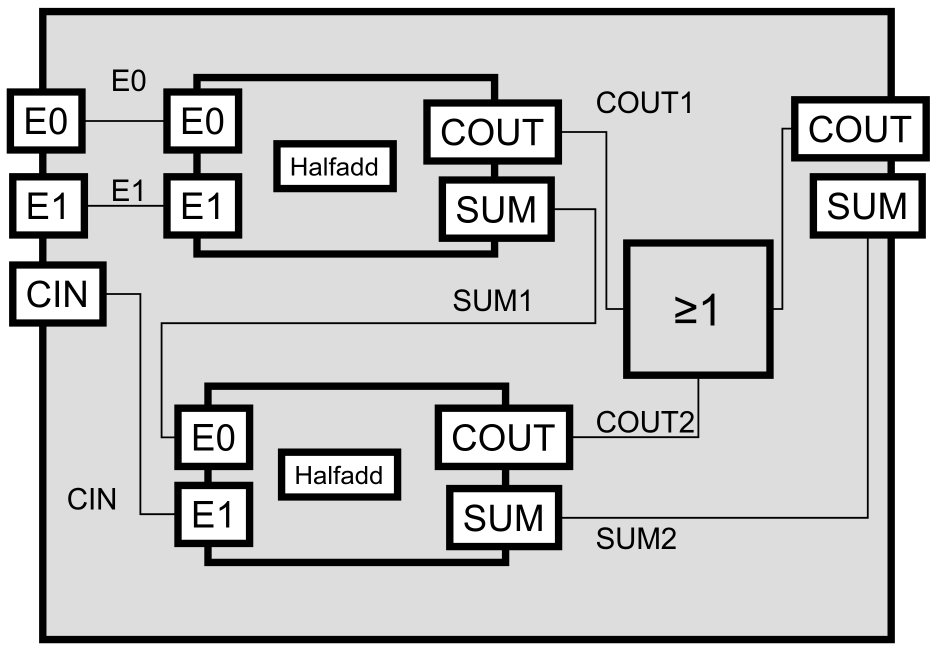 E0
E0
E0
COUT
COUT1
COUT
Halfadd
E1
E1
E1
SUM
SUM
CIN
SUM1
≥1
E0
COUT
COUT2
Halfadd
CIN
E1
SUM
SUM2